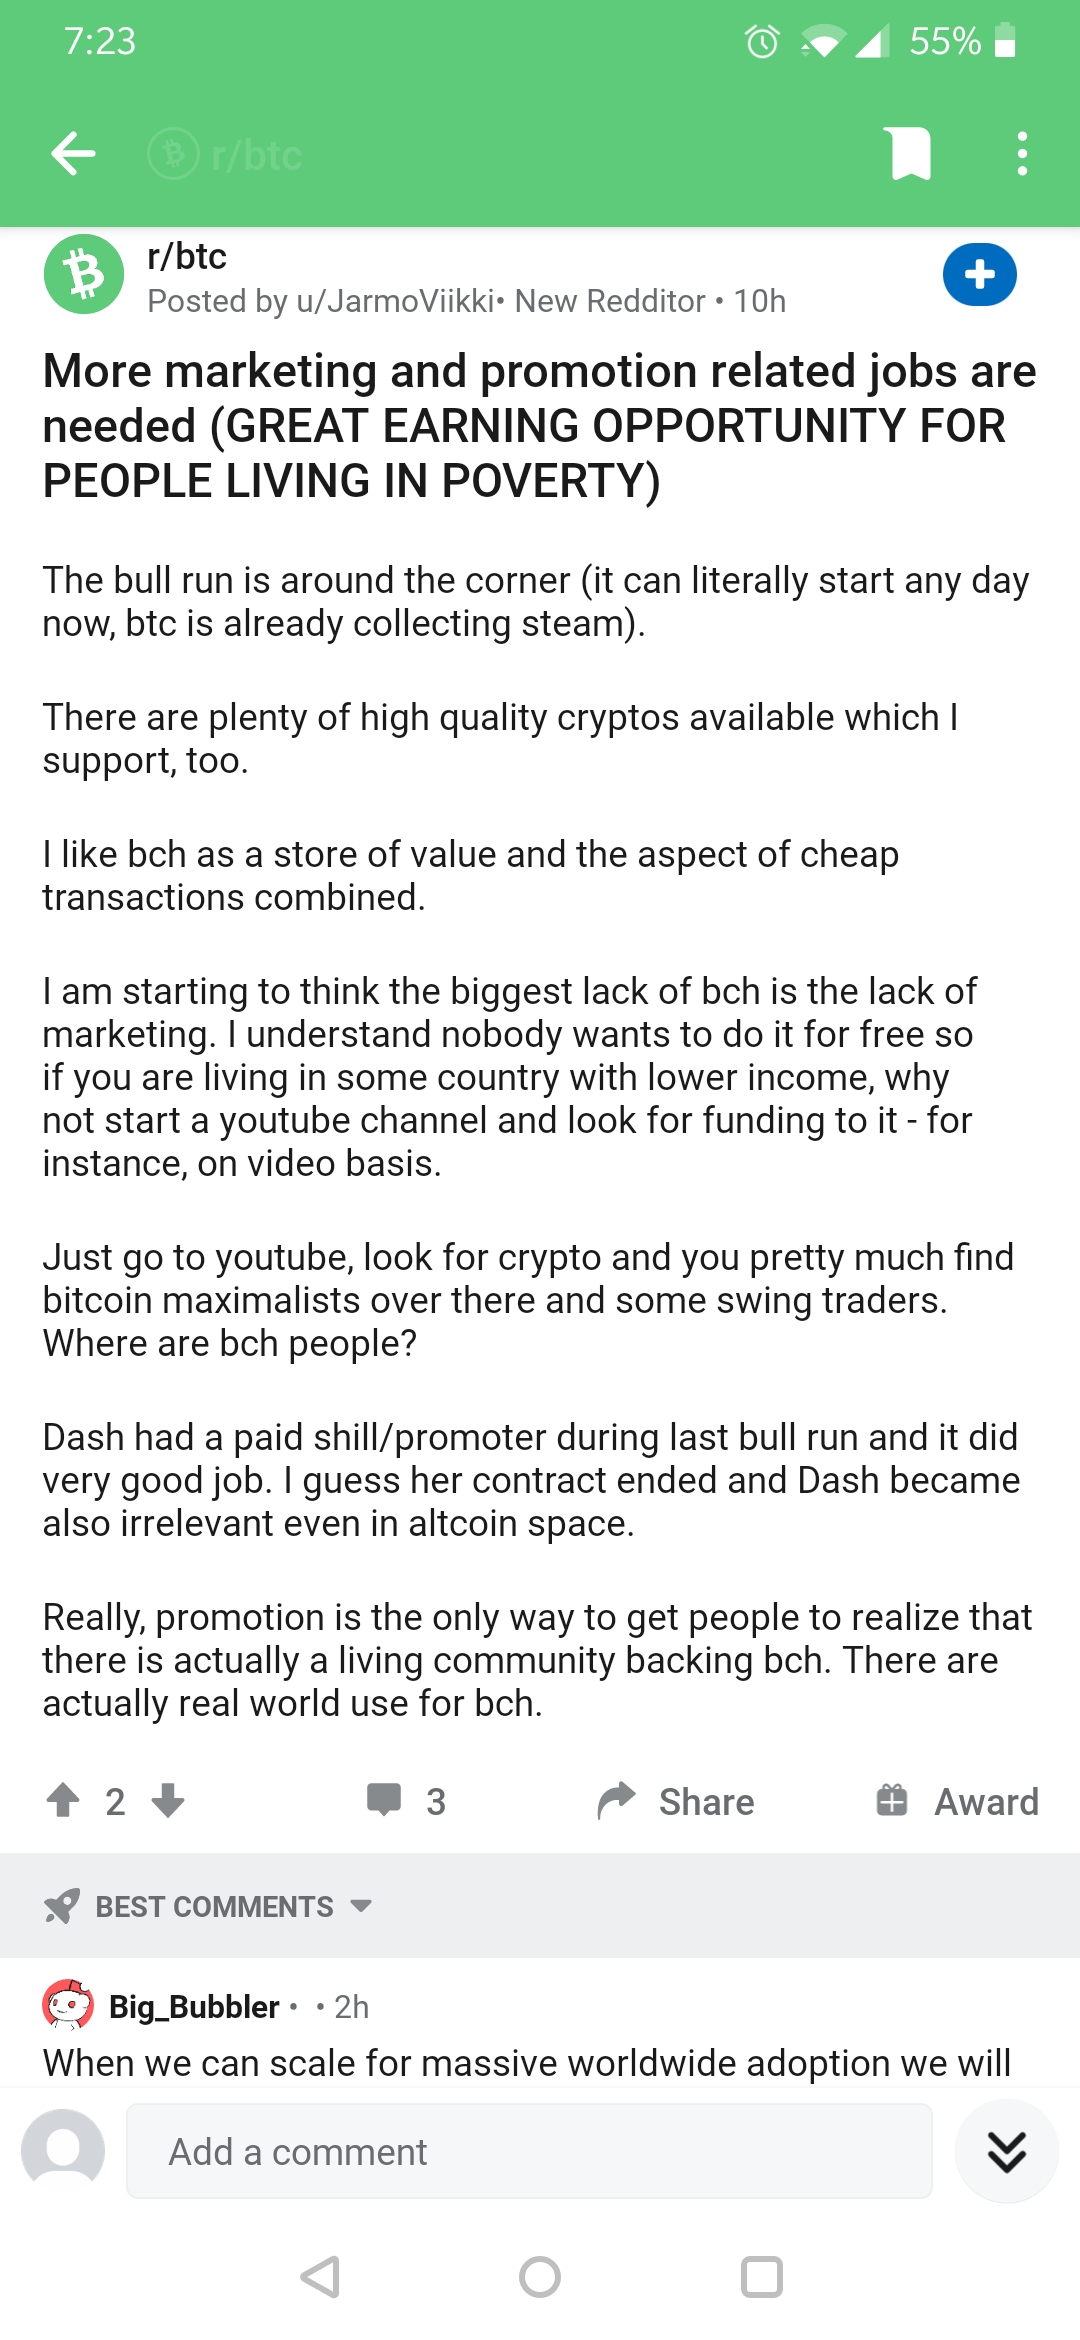 7:23
55%
r/btc
r/btc
Posted by u/JarmoViikki• New Redditor • 10h
More marketing and promotion related jobs are
needed (GREAT EARNING OPPORTUNITY FOR
PEOPLE LIVING IN POVERTY)
The bull run is around the corner (it can literally start any day
now, btc is already collecting steam).
There are plenty of high quality cryptos available which I
support, too.
I like bch as a store of value and the aspect of cheap
transactions combined.
I am starting to think the biggest lack of bch is the lack of
marketing. I understand nobody wants to do it for free so
if you are living in some country with lower income, why
not start a youtube channel and look for funding to it - for
instance, on video basis.
Just go to youtube, look for crypto and you pretty much find
bitcoin maximalists over there and some swing traders.
Where are bch people?
Dash had a paid shill/promoter during last bull run and it did
very good job. I guess her contract ended and Dash became
also irrelevant even in altcoin space.
Really, promotion is the only way to get people to realize that
there is actually a living community backing bch. There are
actually real world use for bch.
2
3
Share
Award
BEST COMMENTS
Big_Bubbler • • 2h
When we can scale for massive worldwide adoption we will
Add a comment